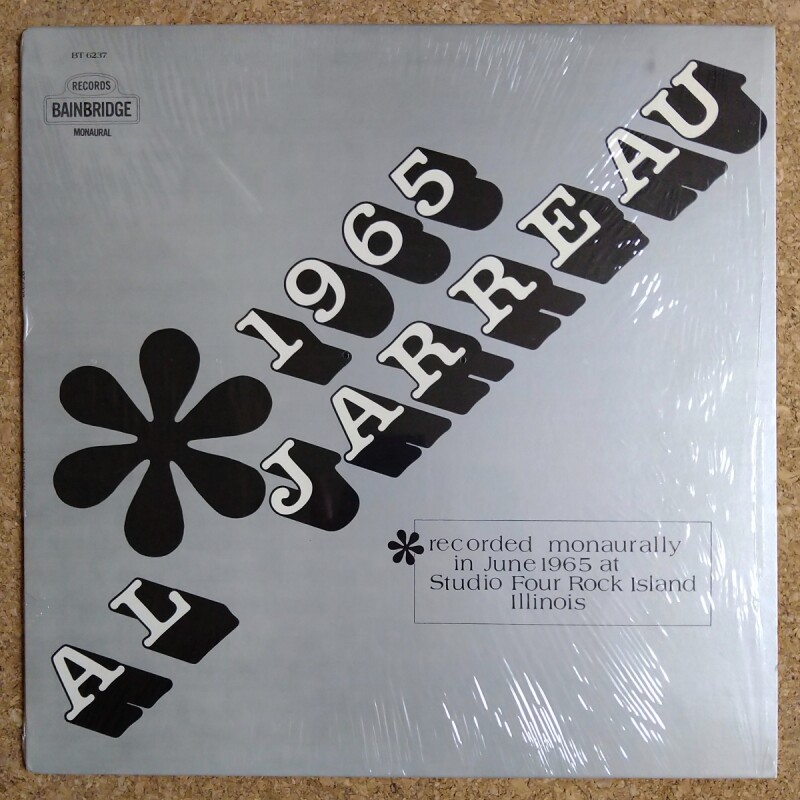 BT 6237
RECORDS
BAINBRIDGE
MONAURAL
1965
AL JARREAU
recorded monaurally
in June 1965 at
Studio Four Rock Island
Illinois